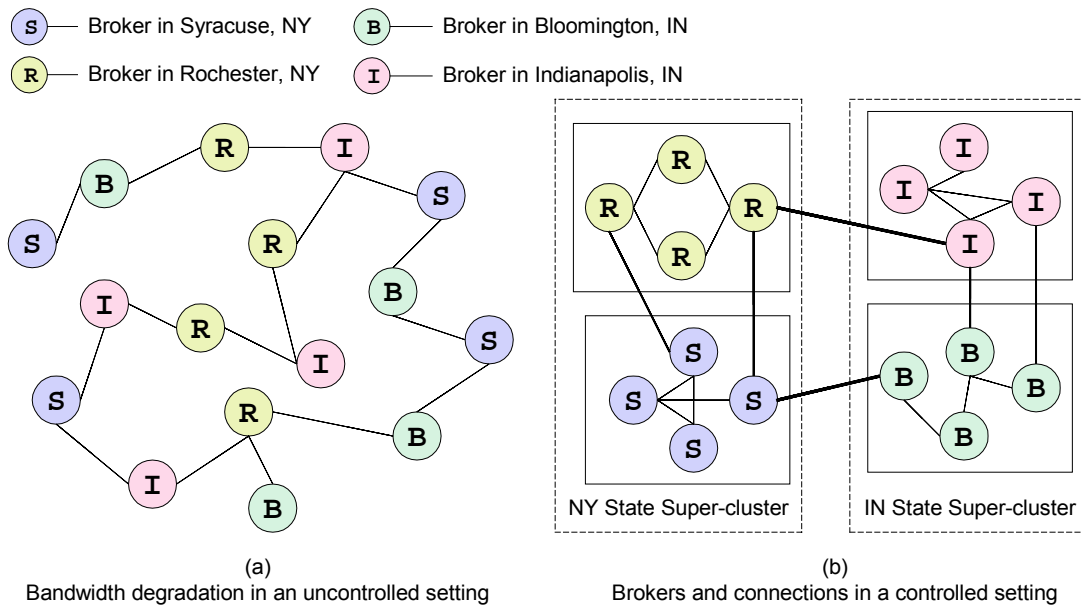 S Broker in Syracuse, NY
B Broker in Bloomington, IN
R Broker in Rochester, NY
I Broker in Indianapolis, IN
R
I
B
S
S
R
B
I
R
S
I
S
R
B
I
B
(a)
Bandwidth degradation in an uncontrolled setting
R
R
R
R
S
S
S
S
NY State Super-cluster
I
I
I
I
B
B
B
B
IN State Super-cluster
(b)
Brokers and connections in a controlled setting